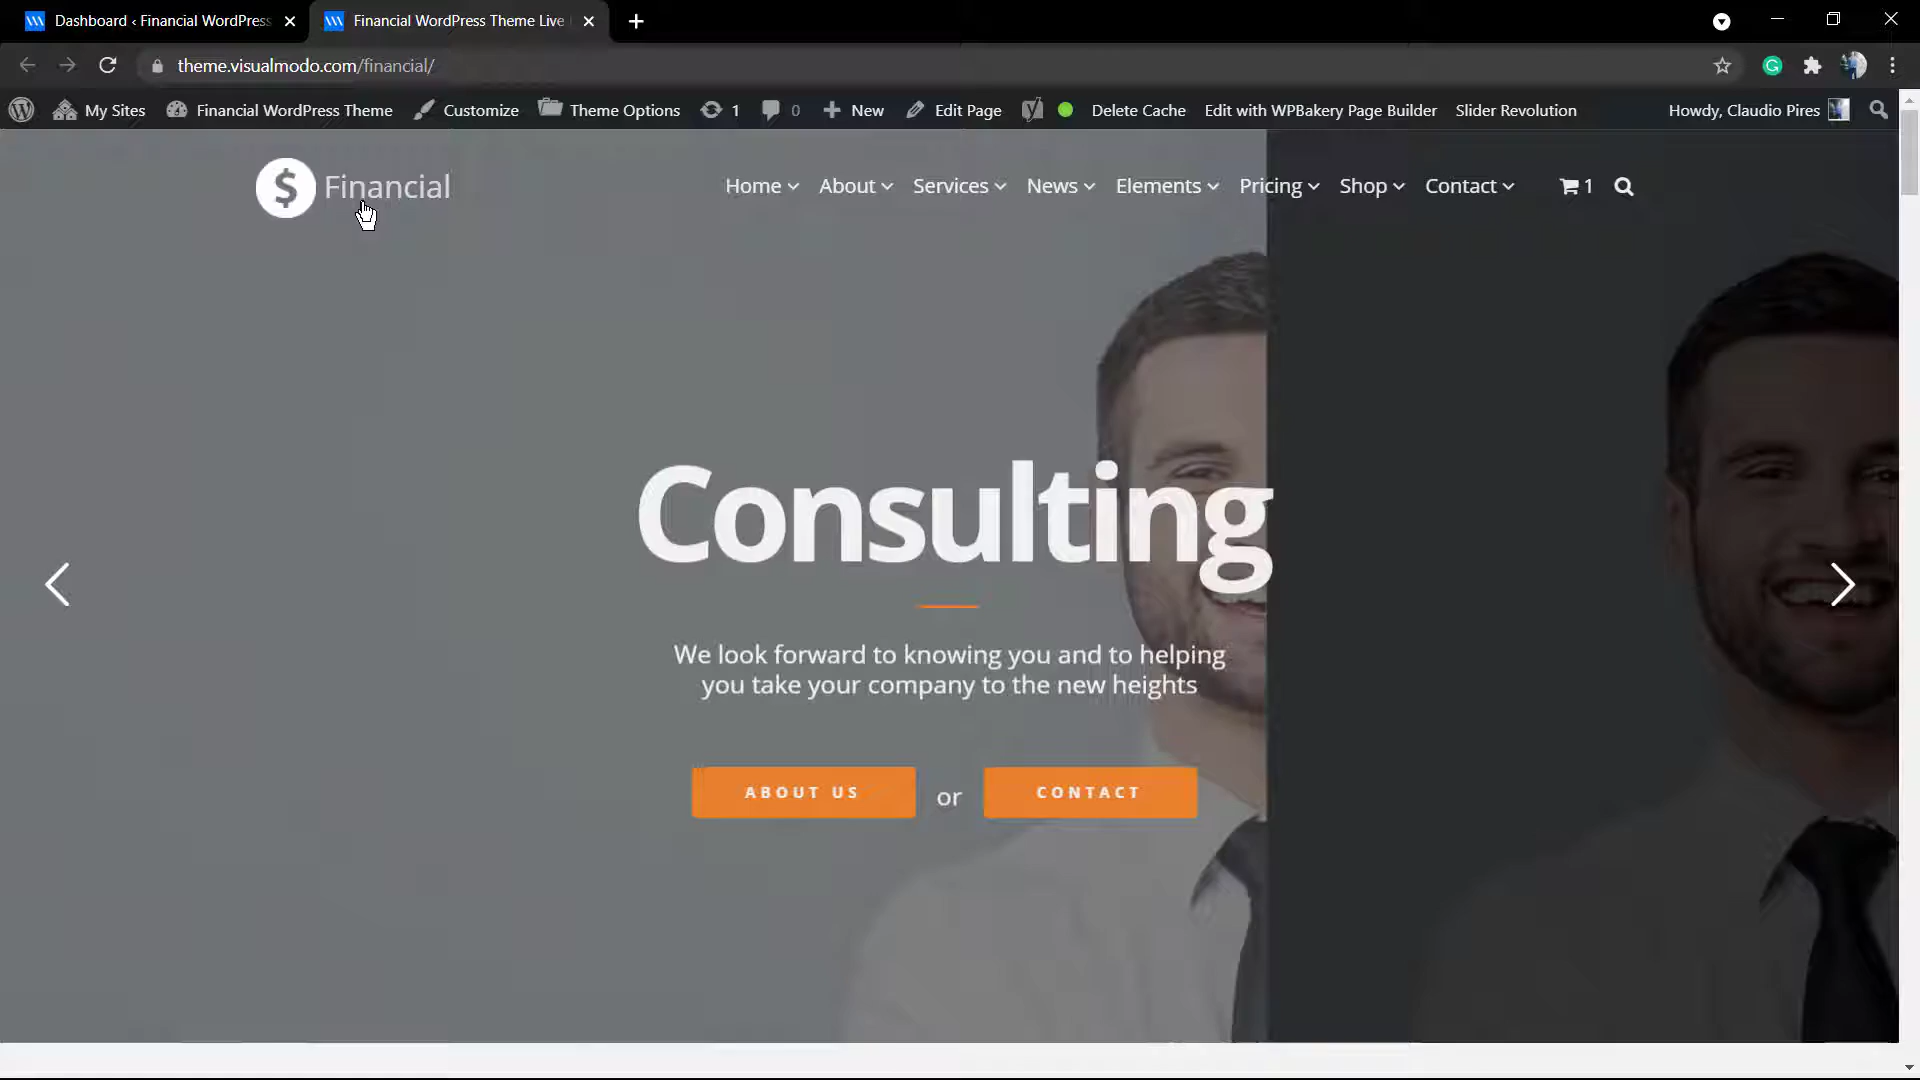 Dashboard ‹ Financial WordPress
Financial WordPress Theme Live
theme.visualmodo.com/financial/
My Sites
Financial WordPress Theme
Customize
Theme Options
1
0
New
Edit Page
Delete Cache
Edit with WPBakery Page Builder
Slider Revolution
Howdy, Claudio Pires
$ Financial
Home
About
Services
News
Elements
Pricing
Shop
Contact
1
Consulting
We look forward to knowing you and to helping
you take your company to the new heights
ABOUT US
or
CONTACT